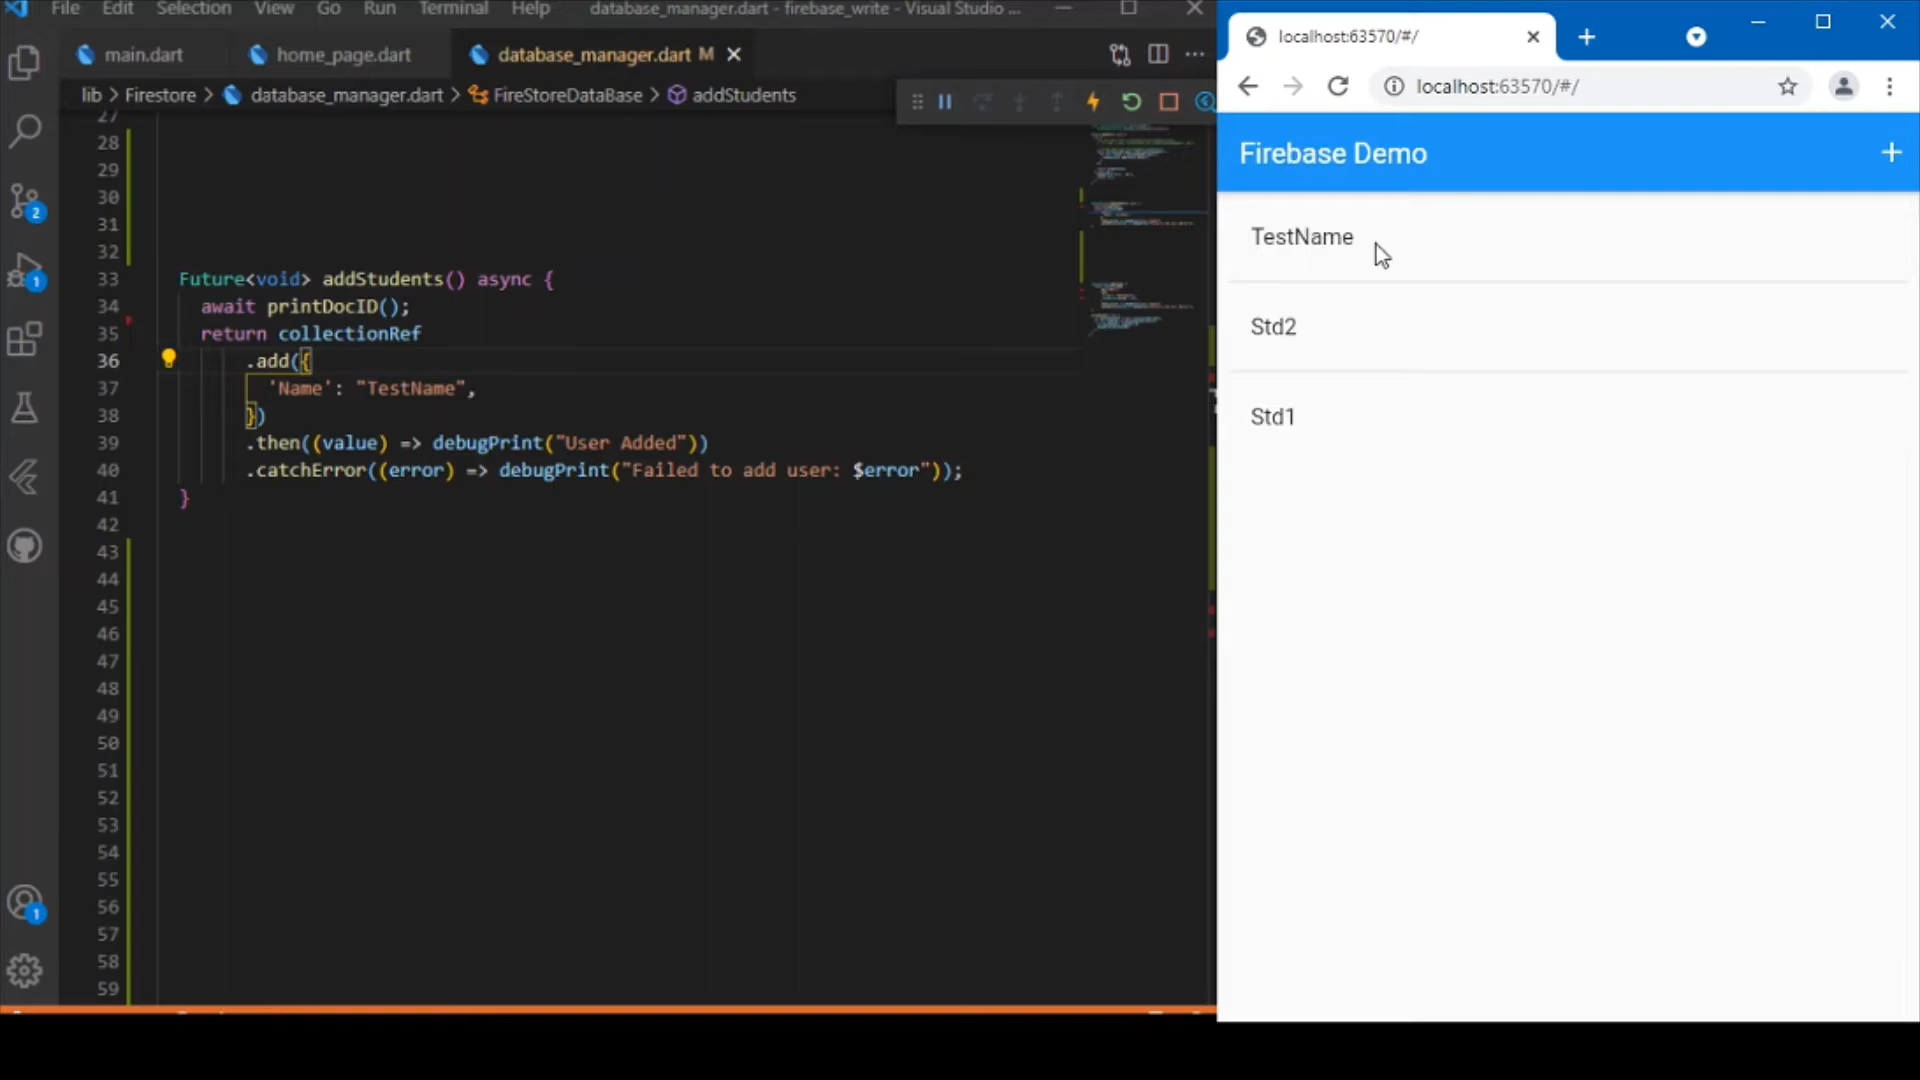 File Edit Selection View Go Run Terminal Help database_manager.dart - firebase_write - Visual Studio ...
main.dart home_page.dart database_manager.dart M
lib > Firestore > database_manager.dart > FireStoreDataBase > addStudents
27
28
29
30
31
32
33 Future<void> addStudents() async {
34 await printDocID();
35 return collectionRef
36 .add({
37 'Name': "TestName",
38 })
39 .then((value) => debugPrint("User Added"))
40 .catchError((error) => debugPrint("Failed to add user: $error"));
41 }
42
43
44
45
46
47
48
49
50
51
52
53
54
55
56
57
58
59
2
1
1
localhost:63570/#/
localhost:63570/#/
Firebase Demo +
TestName
Std2
Std1